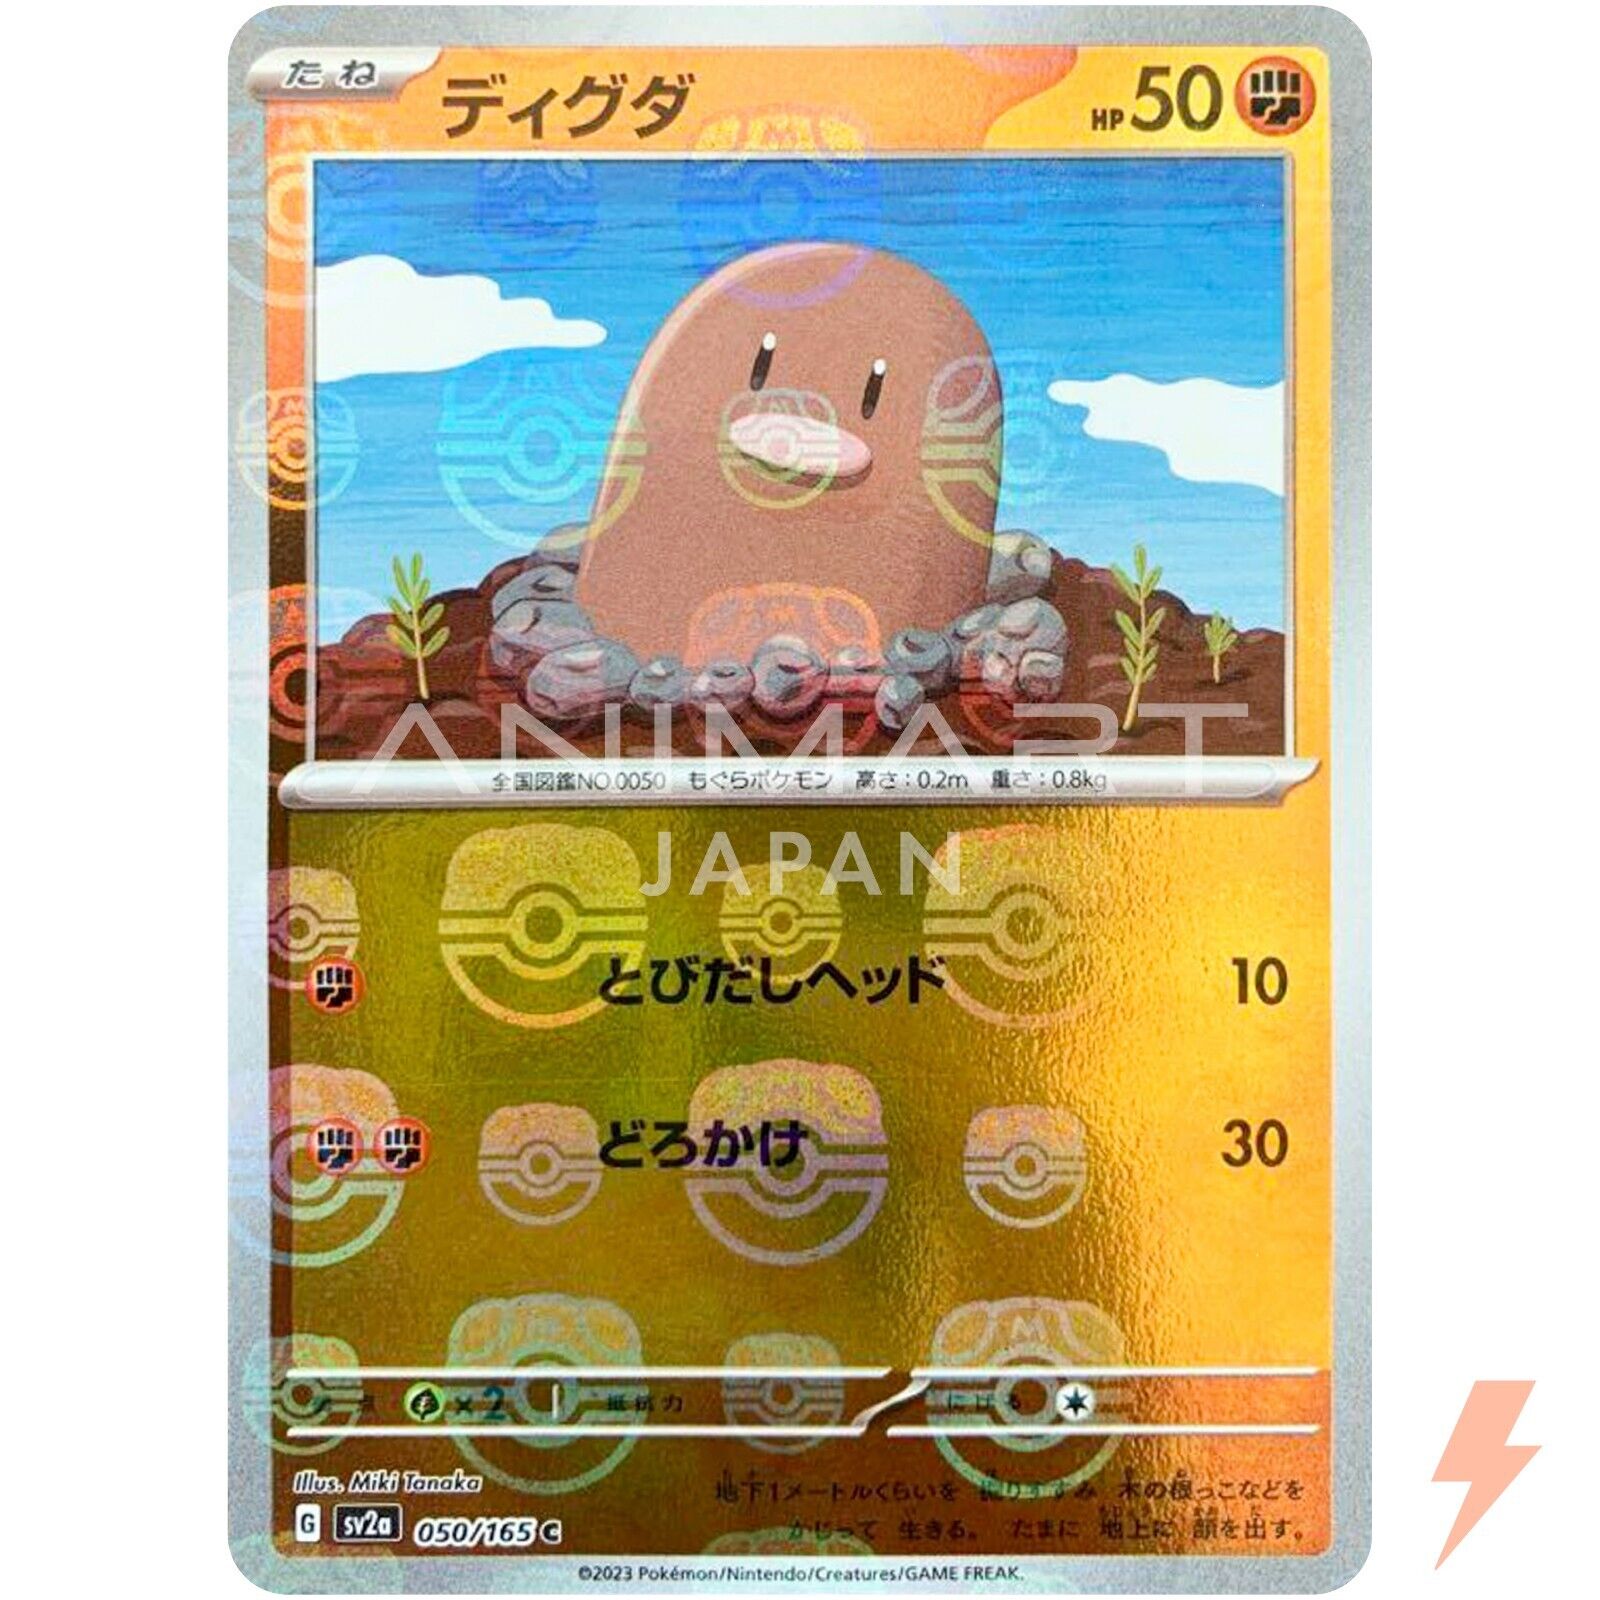 たね
ディグダ
HP50
全国図鑑NO.0050 もぐらポケモン 高さ:0.2m 重さ:0.8kg
ANIMART
JAPAN
とびだしヘッド 10
どろかけ 30
点 ×2 抵抗力 にげる
Illus. Miki Tanaka
地下1メートルくらいを 掘りすすみ 木の根っこなどを
G sv2a 050/165 C
かじって 生きる。 たまに 地上に 顔を出す。
©2023 Pokémon/Nintendo/Creatures/GAME FREAK.